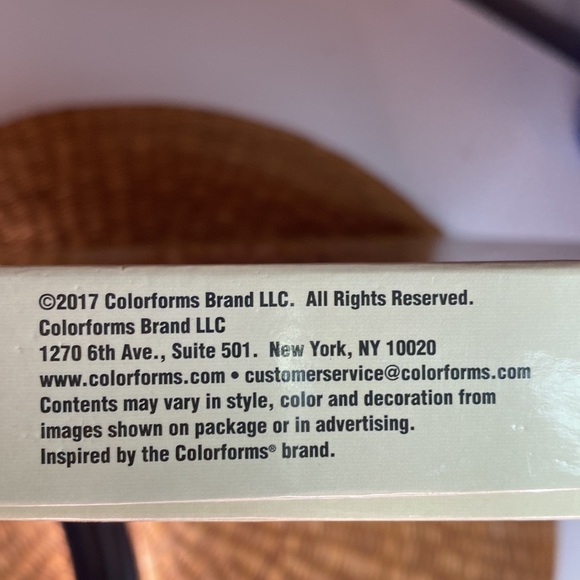 ©2017 Colorforms Brand LLC. All Rights Reserved.
Colorforms Brand LLC
1270 6th Ave., Suite 501. New York, NY 10020
www.colorforms.com • customerservice@colorforms.com
Contents may vary in style, color and decoration from
images shown on package or in advertising.
Inspired by the Colorforms® brand.